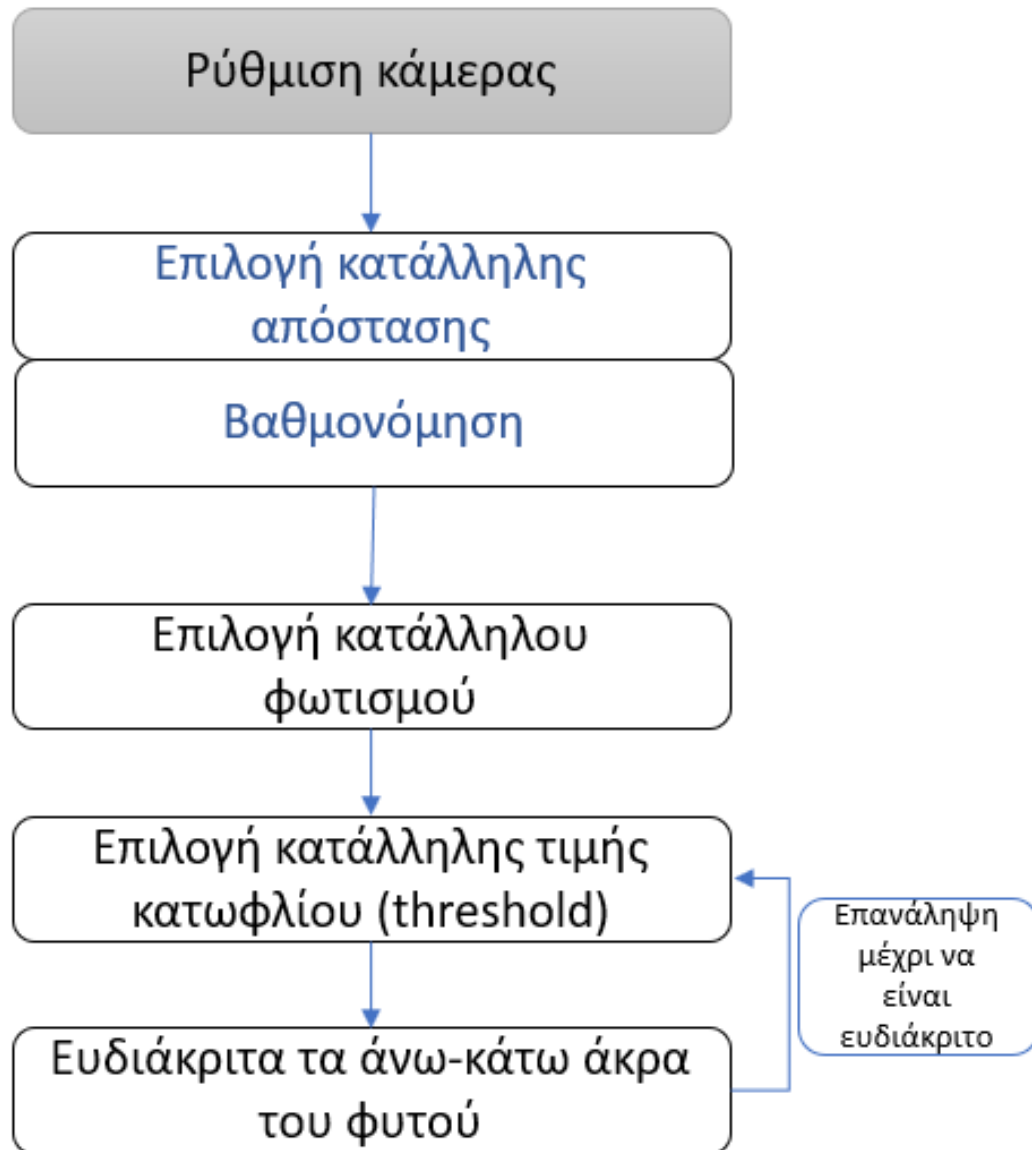 Ρύθμιση κάμερας
Επιλογή κατάλληλης
απόστασης
Βαθμονόμηση
Επιλογή κατάλληλου
φωτισμού
Επιλογή κατάλληλης τιμής
κατωφλίου (threshold)
Επανάληψη
μέχρι να
είναι
ευδιάκριτο
Ευδιάκριτα τα άνω-κάτω άκρα
του φυτού